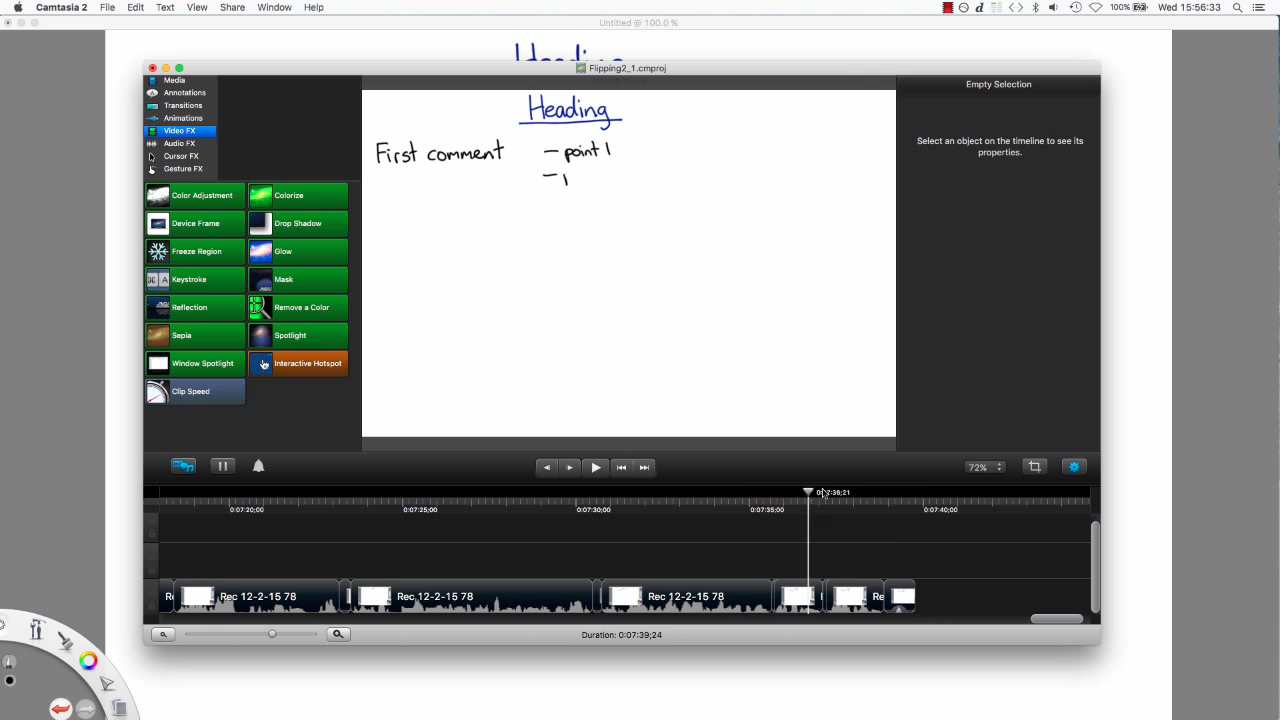 Camtasia 2 File Edit Text View Share Window Help
100% Wed 15:56:33
Untitled @ 100.0 %
Heading
Flipping2_1.cmproj
Media
Annotations
Transitions
Animations
Video FX
Audio FX
Cursor FX
Gesture FX
Color Adjustment Colorize
Device Frame Drop Shadow
Freeze Region Glow
Keystroke Mask
Reflection Remove a Color
Sepia Spotlight
Window Spotlight Interactive Hotspot
Clip Speed
Heading
First comment – point 1
–
Empty Selection
Select an object on the timeline to see its
properties.
72%
0:07:36;21
0:07:20;00 0:07:25;00 0:07:30;00 0:07:35;00 0:07:40;00
Re Rec 12-2-15 78 Rec 12-2-15 78 Rec 12-2-15 78 Re
Duration: 0:07:39;24